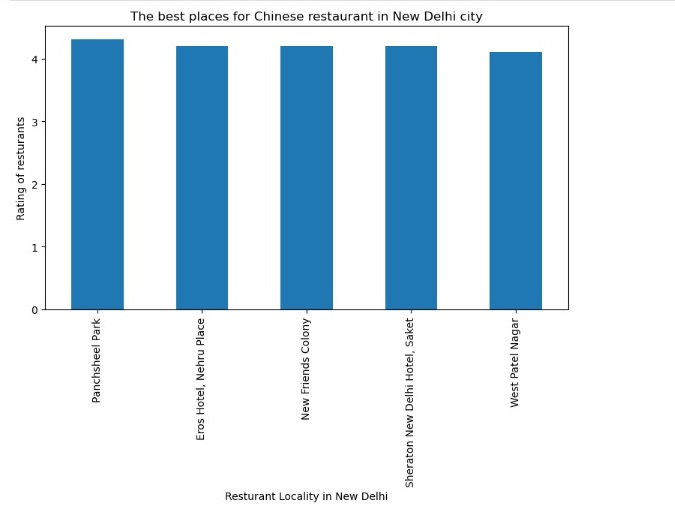 The best places for Chinese restaurant in New Delhi city
Rating of resturants
4
3
2
1
0
Panchsheel Park
Eros Hotel, Nehru Place
New Friends Colony
Sheraton New Delhi Hotel, Saket
West Patel Nagar
Resturant Locality in New Delhi